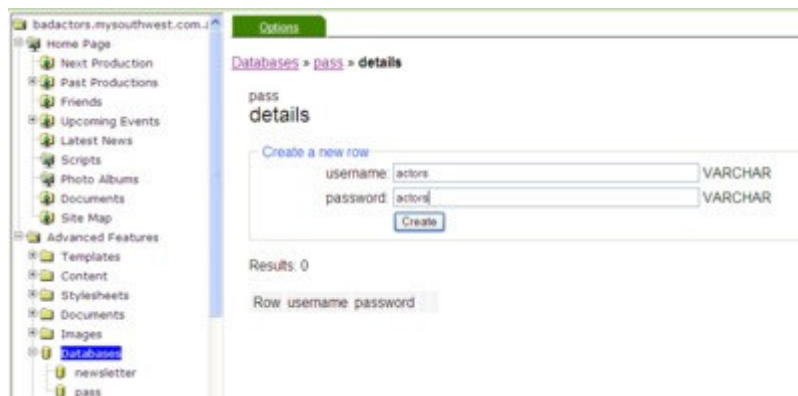 badactors.mysouthwest.com.
Home Page
Next Production
Past Productions
Friends
Upcoming Events
Latest News
Scripts
Photo Albums
Documents
Site Map
Advanced Features
Templates
Content
Stylesheets
Documents
Images
Databases
newsletter
pass
Options
Databases » pass » details
pass
details
Create a new row
username: actors VARCHAR
password: actors VARCHAR
Create
Results: 0
Row username password